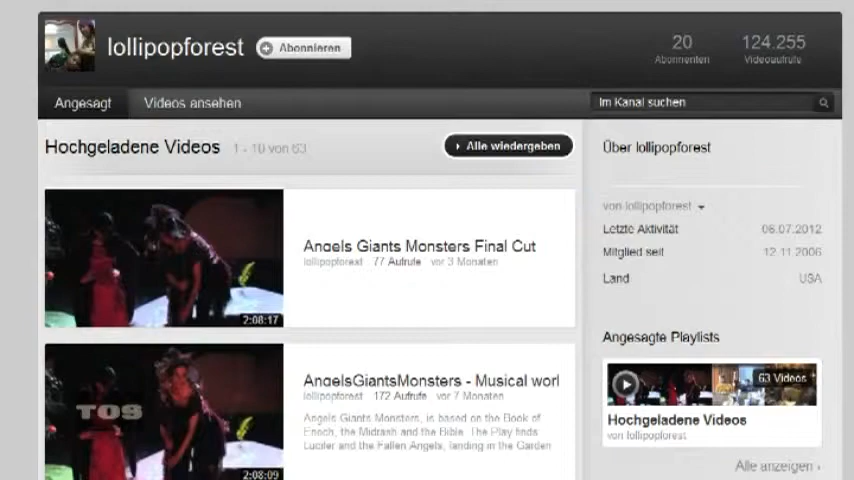 lollipopforest
Abonnieren
20
Abonnenten
124.255
Videoaufrufe
Angesagt
Videos ansehen
Im Kanal suchen
Hochgeladene Videos
1 - 10 von 63
Alle wiedergeben
2:08:17
Angels Giants Monsters Final Cut
lollipopforest 77 Aufrufe vor 3 Monaten
TOS
2:08:09
AngelsGiantsMonsters - Musical worl
lollipopforest 172 Aufrufe vor 7 Monaten
Angels Giants Monsters, is based on the Book of
Enoch, the Midrash and the Bible. The Play finds
Lucifer and the Fallen Angels, landing in the Garden
Über lollipopforest
von lollipopforest
Letzte Aktivität 06.07.2012
Mitglied seit 12.11.2006
Land USA
Angesagte Playlists
63 Videos
Hochgeladene Videos
von lollipopforest
Alle anzeigen ›